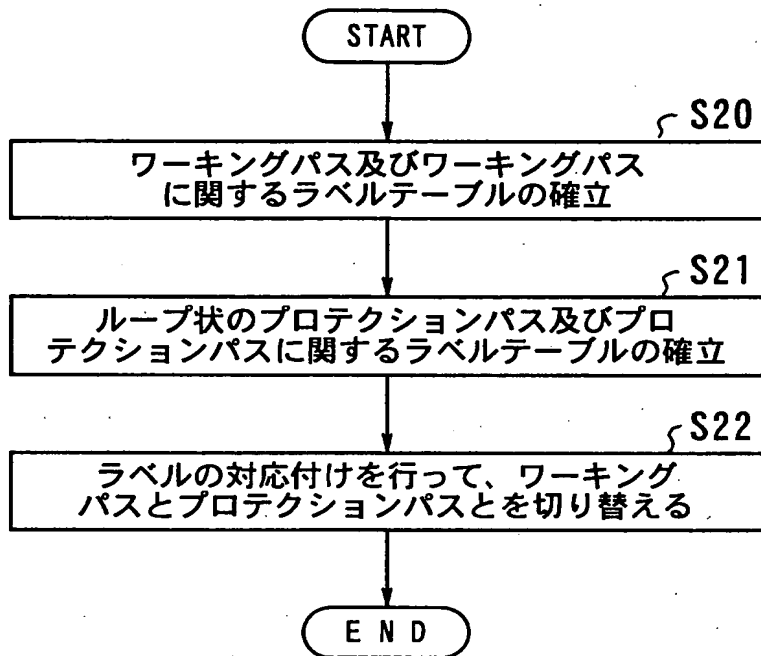 START
S20
ワーキングパス及びワーキングパス
に関するラベルテーブルの確立
S21
ループ状のプロテクションパス及びプロ
テクションパスに関するラベルテーブルの確立
S22
ラベルの対応付けを行って、ワーキング
パスとプロテクションパスとを切り替える
END